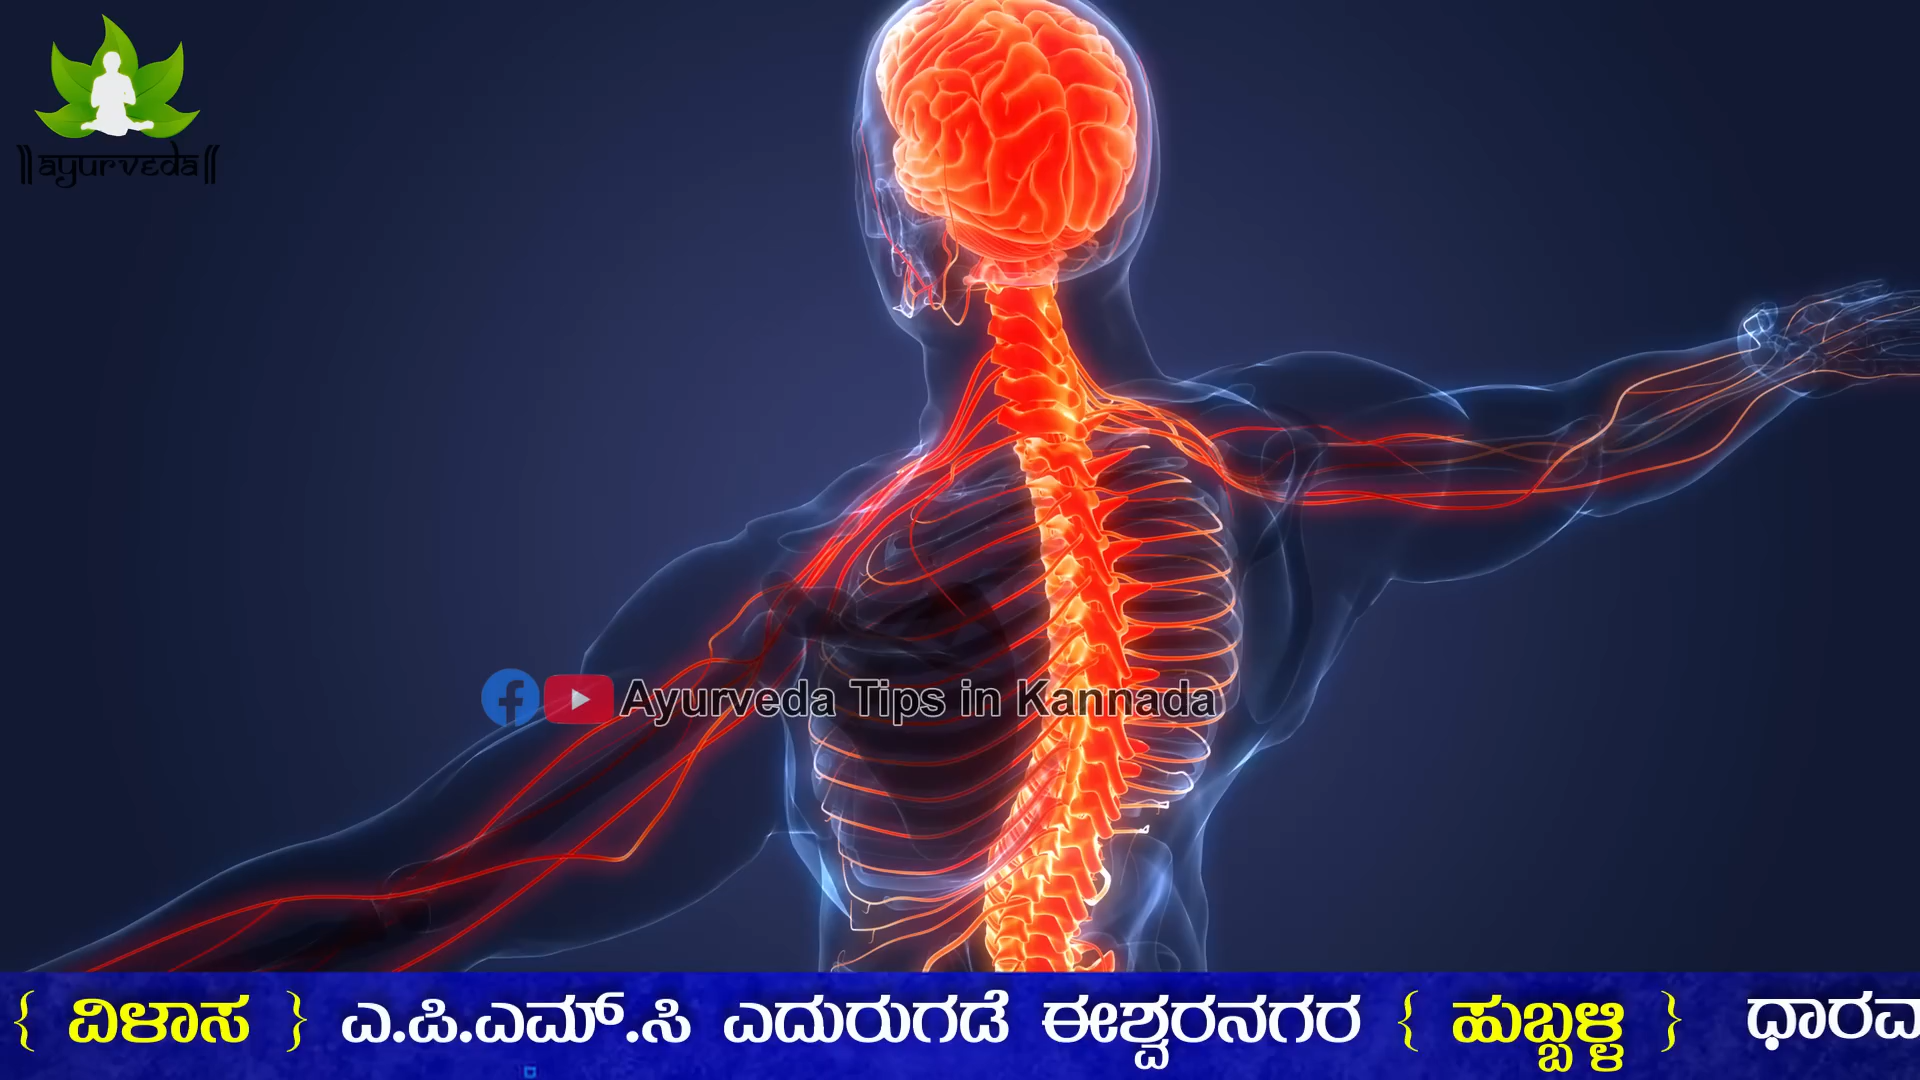 ||ayurveda||
Ayurveda Tips in Kannada
{ ವಿಳಾಸ } ಎ.ಪಿ.ಎಮ್.ಸಿ ಎದುರುಗಡೆ ಈಶ್ವರನಗರ { ಹುಬ್ಬಳ್ಳಿ }